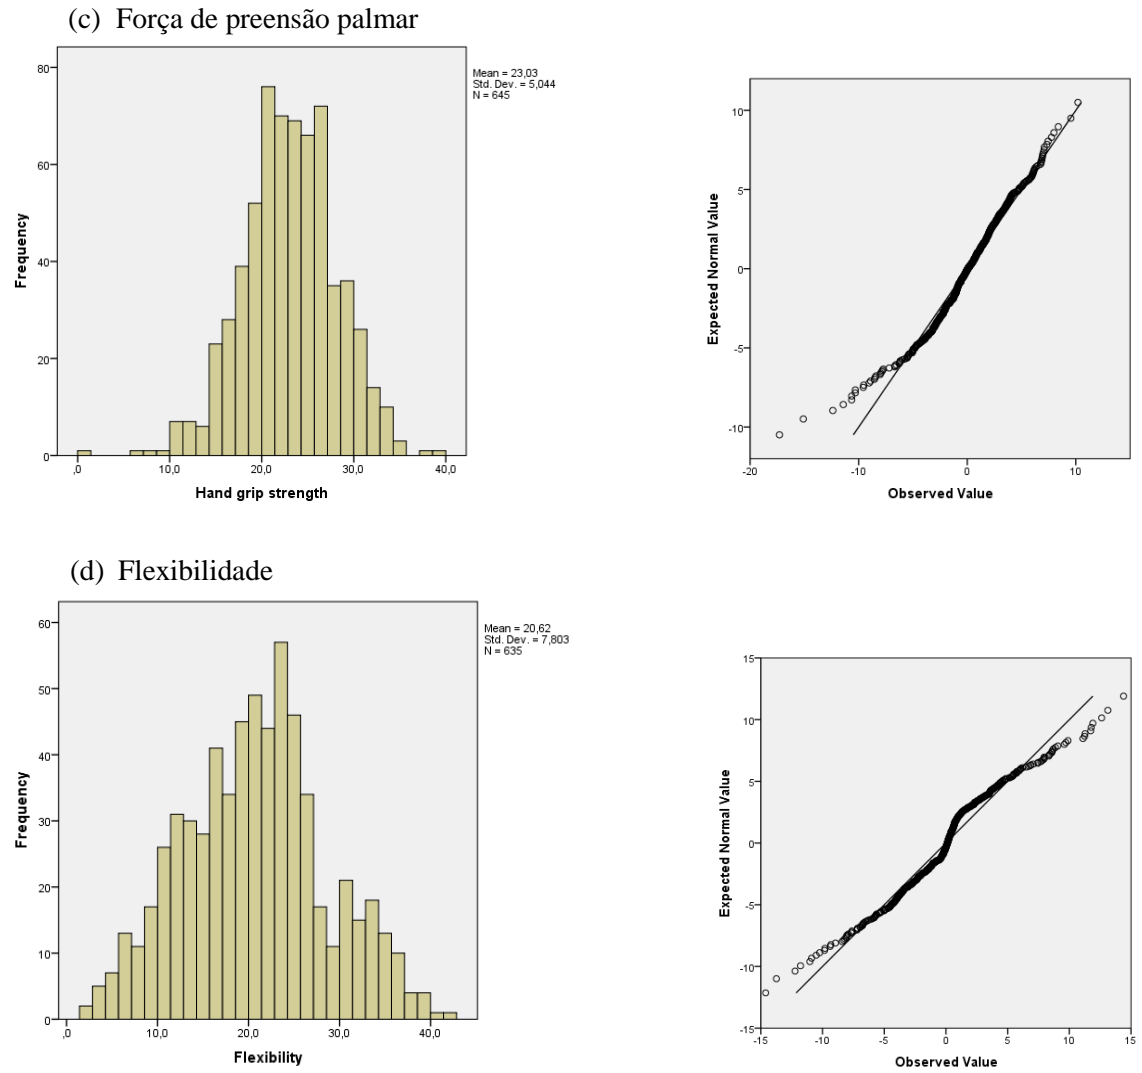 (c) Força de preensão palmar
Mean = 23,03
Std. Dev. = 5,044
N = 645
80
60
40
20
0
Frequency
,0 10,0 20,0 30,0 40,0
Hand grip strength
10
5
0
-5
-10
Expected Normal Value
-20 -10 0 10
Observed Value
(d) Flexibilidade
Mean = 20,62
Std. Dev. = 7,803
N = 635
60
50
40
30
20
10
0
Frequency
,0 10,0 20,0 30,0 40,0
Flexibility
15
10
5
0
-5
-10
-15
Expected Normal Value
-15 -10 -5 0 5 10 15
Observed Value